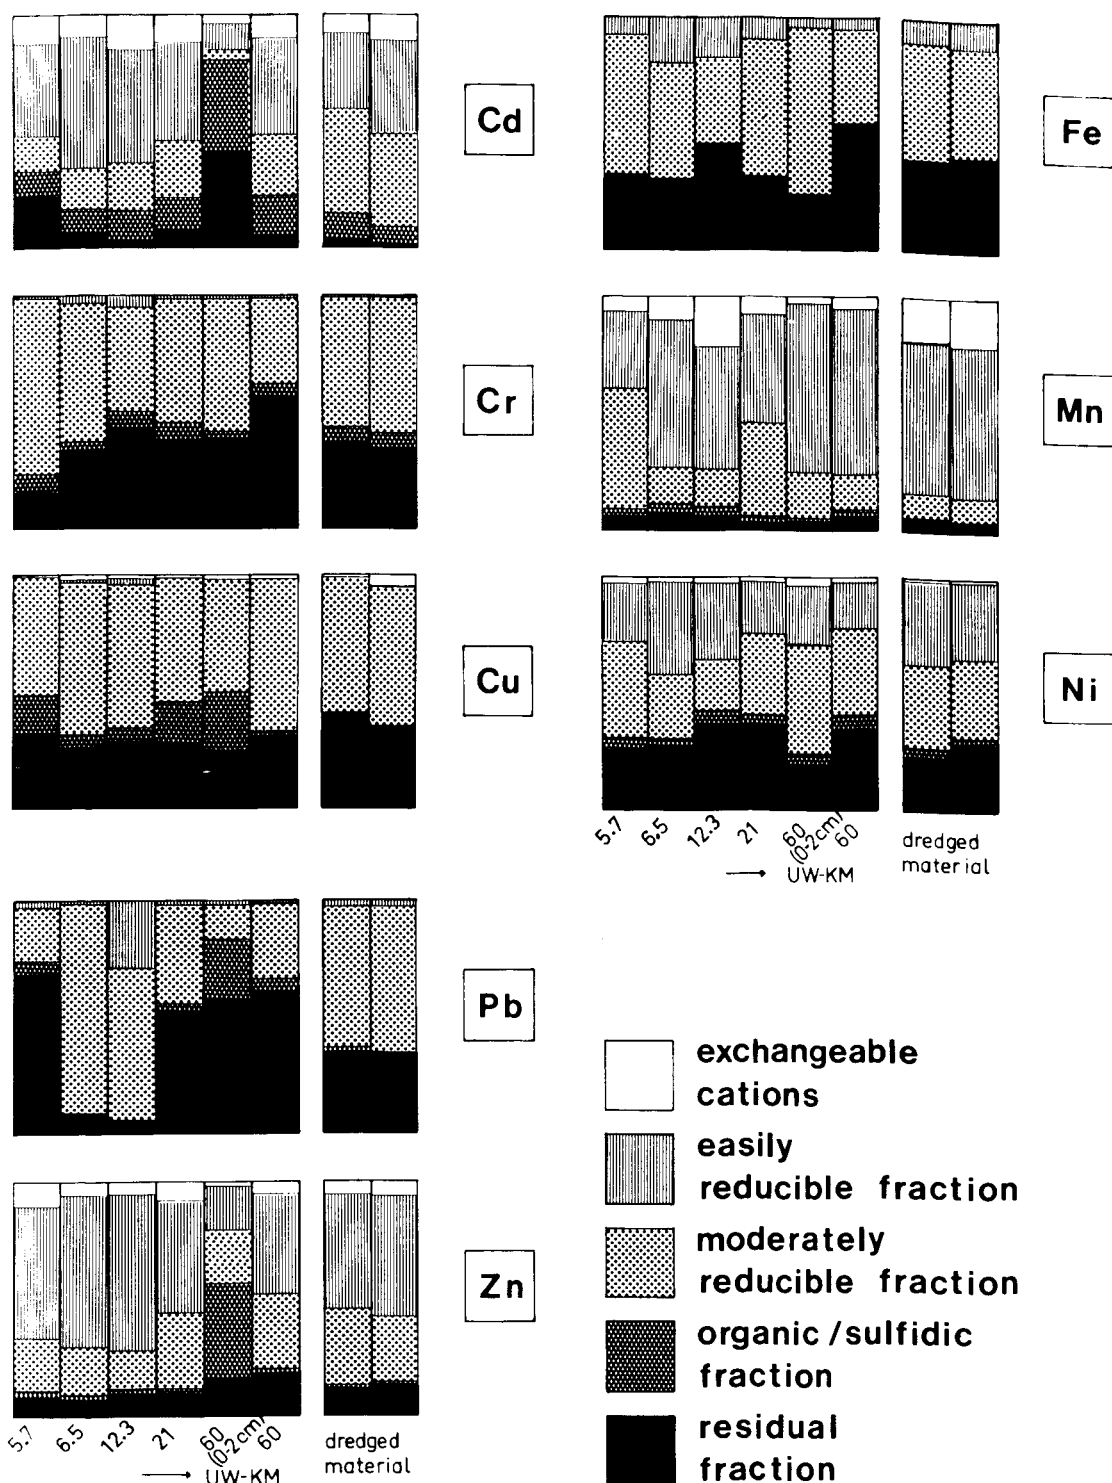 Cd
Fe
Cr
Mn
Cu
Ni
5.7 6.5 12.3 21 60 (0-2cm) 60
→ UW-KM
dredged
material
Pb
Zn
5.7 6.5 12.3 21 60 (0-2cm) 60
→ UW-KM
dredged
material
exchangeable
cations
easily
reducible fraction
moderately
reducible fraction
organic/sulfidic
fraction
residual
fraction